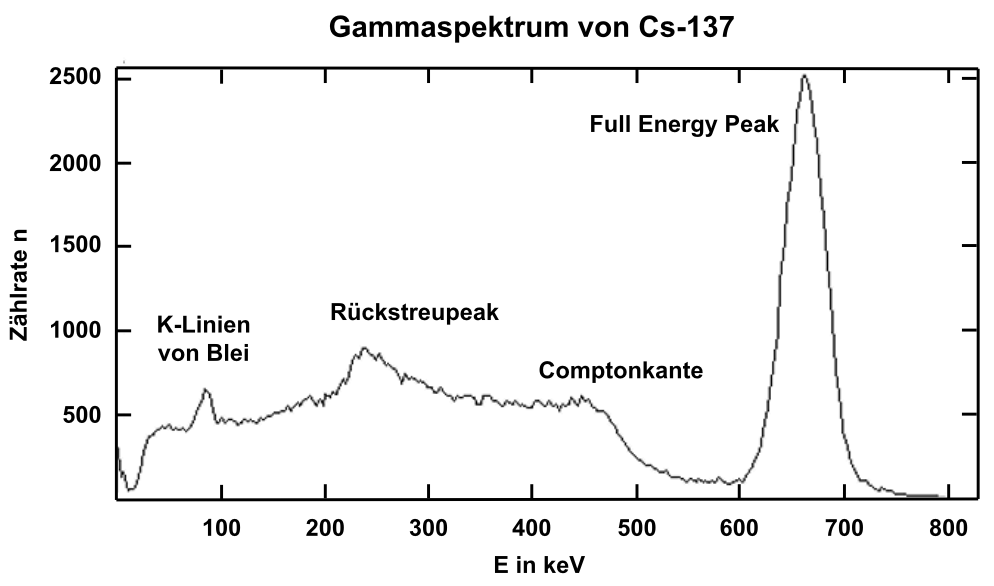 Gammaspektrum von Cs-137
2500
2000
1500
1000
500
Zählrate n
Full Energy Peak
Rückstreupeak
K-Linien
von Blei
Comptonkante
100 200 300 400 500 600 700 800
E in keV